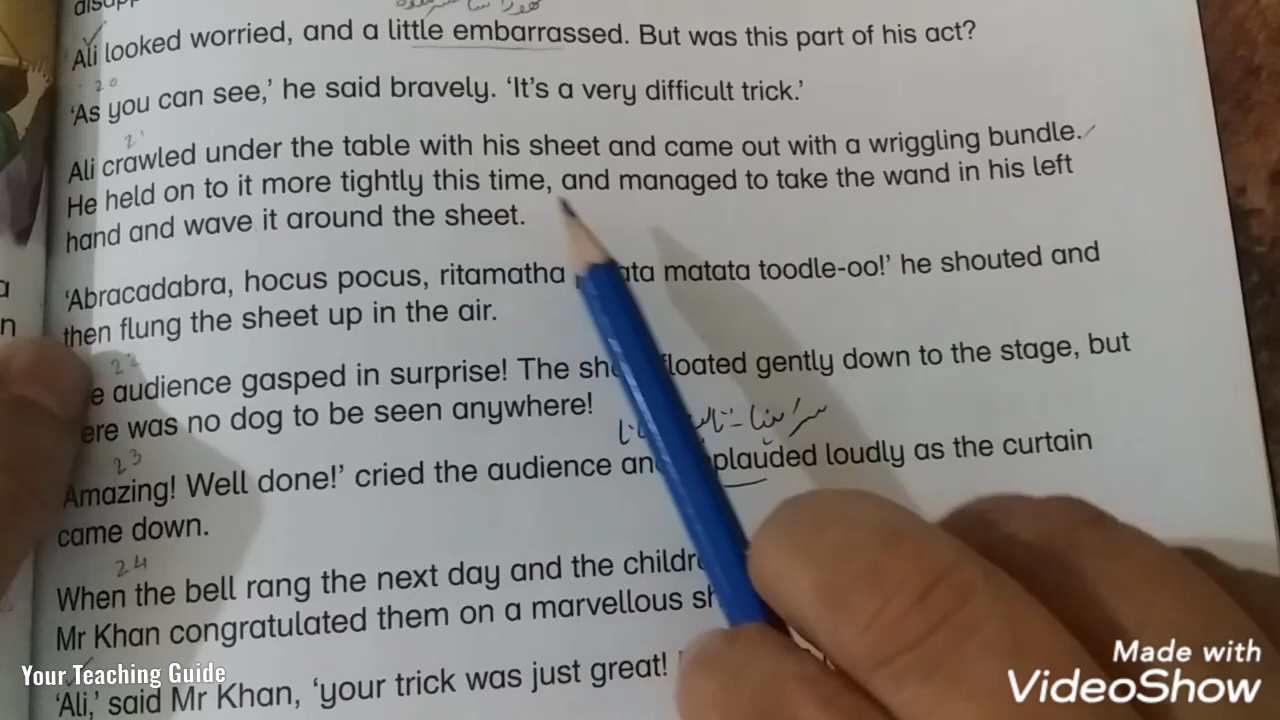 Ali looked worried, and a little embarrassed. But was this part of his act?
20
'As you can see,' he said bravely. 'It's a very difficult trick.'
21
Ali crawled under the table with his sheet and came out with a wriggling bundle.
He held on to it more tightly this time, and managed to take the wand in his left
hand and wave it around the sheet.
'Abracadabra, hocus pocus, ritamatha matata toodle-oo!' he shouted and
then flung the sheet up in the air.
22
audience gasped in surprise! The floated gently down to the stage, but
was no dog to be seen anywhere!
23
Amazing! Well done!' cried the audience loudly as the curtain
came down.
24
When the bell rang the next day and the
Mr Khan congratulated them on a marvellous
'Ali,' said Mr Khan, 'your trick was just great!
Your Teaching Guide
Made with
VideoShow